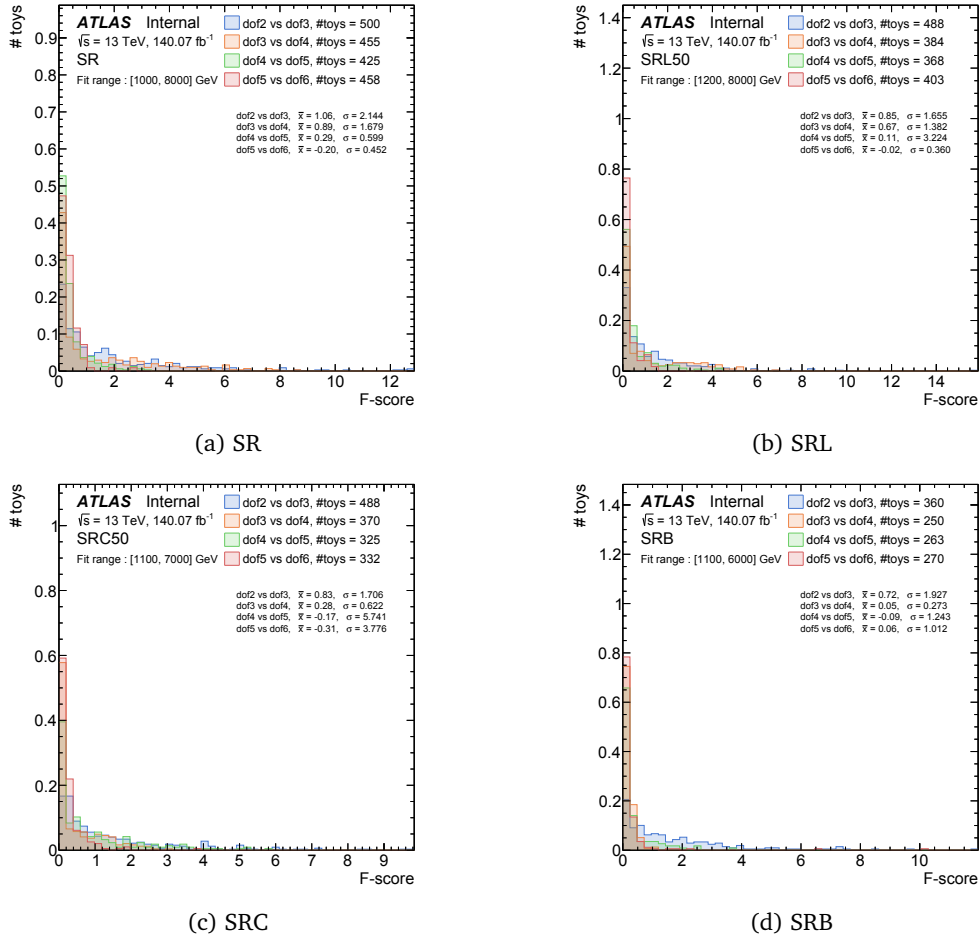 # toys
ATLAS Internal
√s = 13 TeV, 140.07 fb-1
SR
Fit range : [1000, 8000] GeV
dof2 vs dof3, #toys = 500
dof3 vs dof4, #toys = 455
dof4 vs dof5, #toys = 425
dof5 vs dof6, #toys = 458
dof2 vs dof3, x̄ = 1.06, σ = 2.144
dof3 vs dof4, x̄ = 0.89, σ = 1.679
dof4 vs dof5, x̄ = 0.29, σ = 0.599
dof5 vs dof6, x̄ = -0.20, σ = 0.452
0.9
0.8
0.7
0.6
0.5
0.4
0.3
0.2
0.1
0
0 2 4 6 8 10 12
F-score
(a) SR
# toys
ATLAS Internal
√s = 13 TeV, 140.07 fb-1
SRL50
Fit range : [1200, 8000] GeV
dof2 vs dof3, #toys = 488
dof3 vs dof4, #toys = 384
dof4 vs dof5, #toys = 368
dof5 vs dof6, #toys = 403
dof2 vs dof3, x̄ = 0.85, σ = 1.655
dof3 vs dof4, x̄ = 0.67, σ = 1.382
dof4 vs dof5, x̄ = 0.11, σ = 3.224
dof5 vs dof6, x̄ = -0.02, σ = 0.360
1.4
1.2
1
0.8
0.6
0.4
0.2
0
0 2 4 6 8 10 12 14
F-score
(b) SRL
# toys
ATLAS Internal
√s = 13 TeV, 140.07 fb-1
SRC50
Fit range : [1100, 7000] GeV
dof2 vs dof3, #toys = 488
dof3 vs dof4, #toys = 370
dof4 vs dof5, #toys = 325
dof5 vs dof6, #toys = 332
dof2 vs dof3, x̄ = 0.83, σ = 1.706
dof3 vs dof4, x̄ = 0.28, σ = 0.622
dof4 vs dof5, x̄ = -0.17, σ = 5.741
dof5 vs dof6, x̄ = -0.31, σ = 3.776
1
0.8
0.6
0.4
0.2
0
0 1 2 3 4 5 6 7 8 9
F-score
(c) SRC
# toys
ATLAS Internal
√s = 13 TeV, 140.07 fb-1
SRB
Fit range : [1100, 6000] GeV
dof2 vs dof3, #toys = 360
dof3 vs dof4, #toys = 250
dof4 vs dof5, #toys = 263
dof5 vs dof6, #toys = 270
dof2 vs dof3, x̄ = 0.72, σ = 1.927
dof3 vs dof4, x̄ = 0.05, σ = 0.273
dof4 vs dof5, x̄ = -0.09, σ = 1.243
dof5 vs dof6, x̄ = 0.06, σ = 1.012
1.4
1.2
1
0.8
0.6
0.4
0.2
0
0 2 4 6 8 10
F-score
(d) SRB